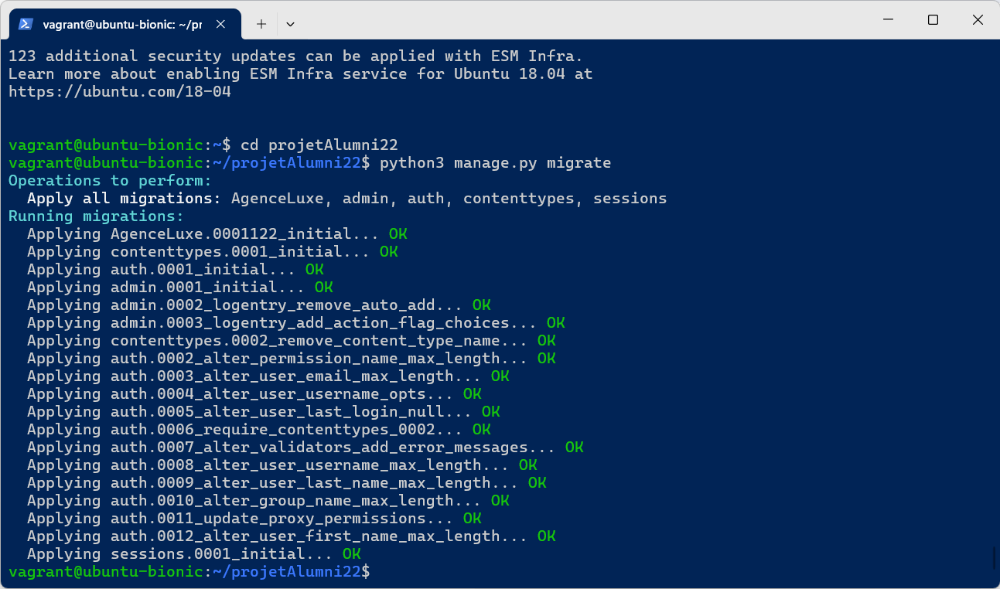 vagrant@ubuntu-bionic: ~/pr
123 additional security updates can be applied with ESM Infra.
Learn more about enabling ESM Infra service for Ubuntu 18.04 at
https://ubuntu.com/18-04
vagrant@ubuntu-bionic:~$ cd projetAlumni22
vagrant@ubuntu-bionic:~/projetAlumni22$ python3 manage.py migrate
Operations to perform:
  Apply all migrations: AgenceLuxe, admin, auth, contenttypes, sessions
Running migrations:
  Applying AgenceLuxe.0001122_initial... OK
  Applying contenttypes.0001_initial... OK
  Applying auth.0001_initial... OK
  Applying admin.0001_initial... OK
  Applying admin.0002_logentry_remove_auto_add... OK
  Applying admin.0003_logentry_add_action_flag_choices... OK
  Applying contenttypes.0002_remove_content_type_name... OK
  Applying auth.0002_alter_permission_name_max_length... OK
  Applying auth.0003_alter_user_email_max_length... OK
  Applying auth.0004_alter_user_username_opts... OK
  Applying auth.0005_alter_user_last_login_null... OK
  Applying auth.0006_require_contenttypes_0002... OK
  Applying auth.0007_alter_validators_add_error_messages... OK
  Applying auth.0008_alter_user_username_max_length... OK
  Applying auth.0009_alter_user_last_name_max_length... OK
  Applying auth.0010_alter_group_name_max_length... OK
  Applying auth.0011_update_proxy_permissions... OK
  Applying auth.0012_alter_user_first_name_max_length... OK
  Applying sessions.0001_initial... OK
vagrant@ubuntu-bionic:~/projetAlumni22$